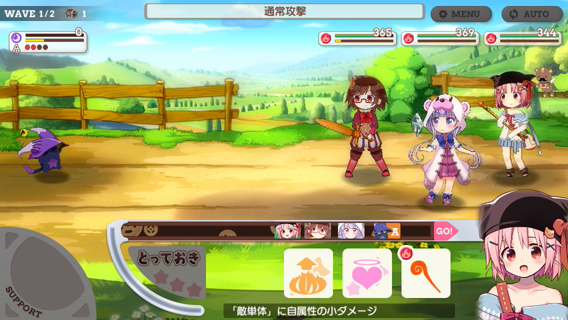 WAVE 1/2 1
通常攻撃
MENU
AUTO
0
A
365
369
344
A GO!
とっておき
SUPPORT
「敵単体」に自属性の小ダメージ